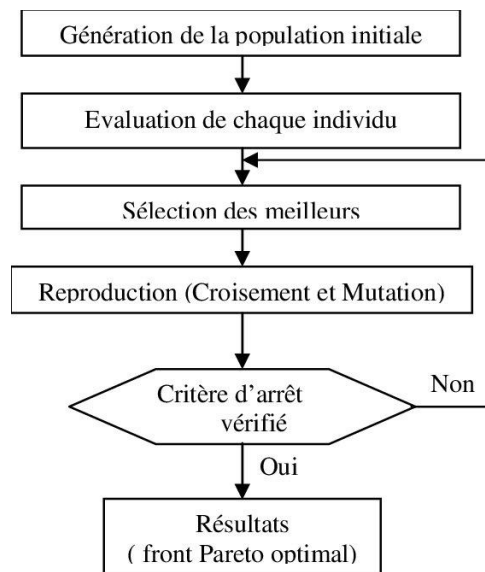 Génération de la population initiale
Evaluation de chaque individu
Sélection des meilleurs
Reproduction (Croisement et Mutation)
Critère d'arrêt
vérifié
Non
Oui
Résultats
( front Pareto optimal)